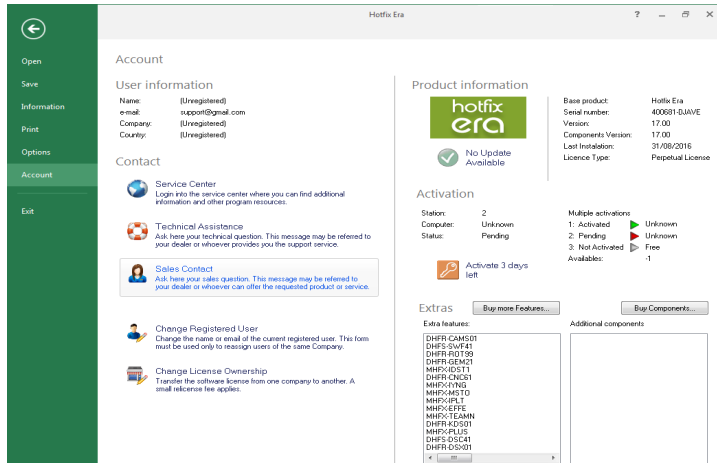 Hotfix Era
?
Open
Save
Information
Print
Options
Account
Exit
Account
User information
Name: (Unregistered)
e-mail: support@gmail.com
Company: (Unregistered)
Country: (Unregistered)
Contact
Service Center
Login into the service center where you can find additional
information and other program resources.
Technical Assistance
Ask here your technical question. This message may be referred to
your dealer or whoever provides you the support service.
Sales Contact
Ask here your sales question. This message may be referred to
your dealer or whoever can offer the requested product or service.
Change Registered User
Change the name or email of the current registered user. This form
must be used only to reassign users of the same Company.
Change License Ownership
Transfer the software license from one company to another. A
small relicense fee applies.
Product information
hotfix
era
No Update
Available
Base product: Hotfix Era
Serial number: 400681-DJAVE
Version: 17.00
Components Version: 17.00
Last Instalation: 31/08/2016
Licence Type: Perpetual License
Activation
Station: 2
Computer: Unknown
Status: Pending
Activate 3 days
left
Multiple activations
1: Activated Unknown
2: Pending Unknown
3: Not Activated Free
Availables: -1
Extras
Buy more Features...
Buy Components...
Extra features:
DHFR-CAMS01
DHFS-SWF41
DHFR-ROT99
DHFR-GEM21
MHFX-IDST1
DHFR-CNC61
MHFX-IYNG
MHFX-MSTO
MHFX-IPLT
MHFX-EFFE
MHFX-TEAMN
DHFR-KDS01
MHFX-PLUS
DHFS-DSC41
DHFR-DSX01
Additional components